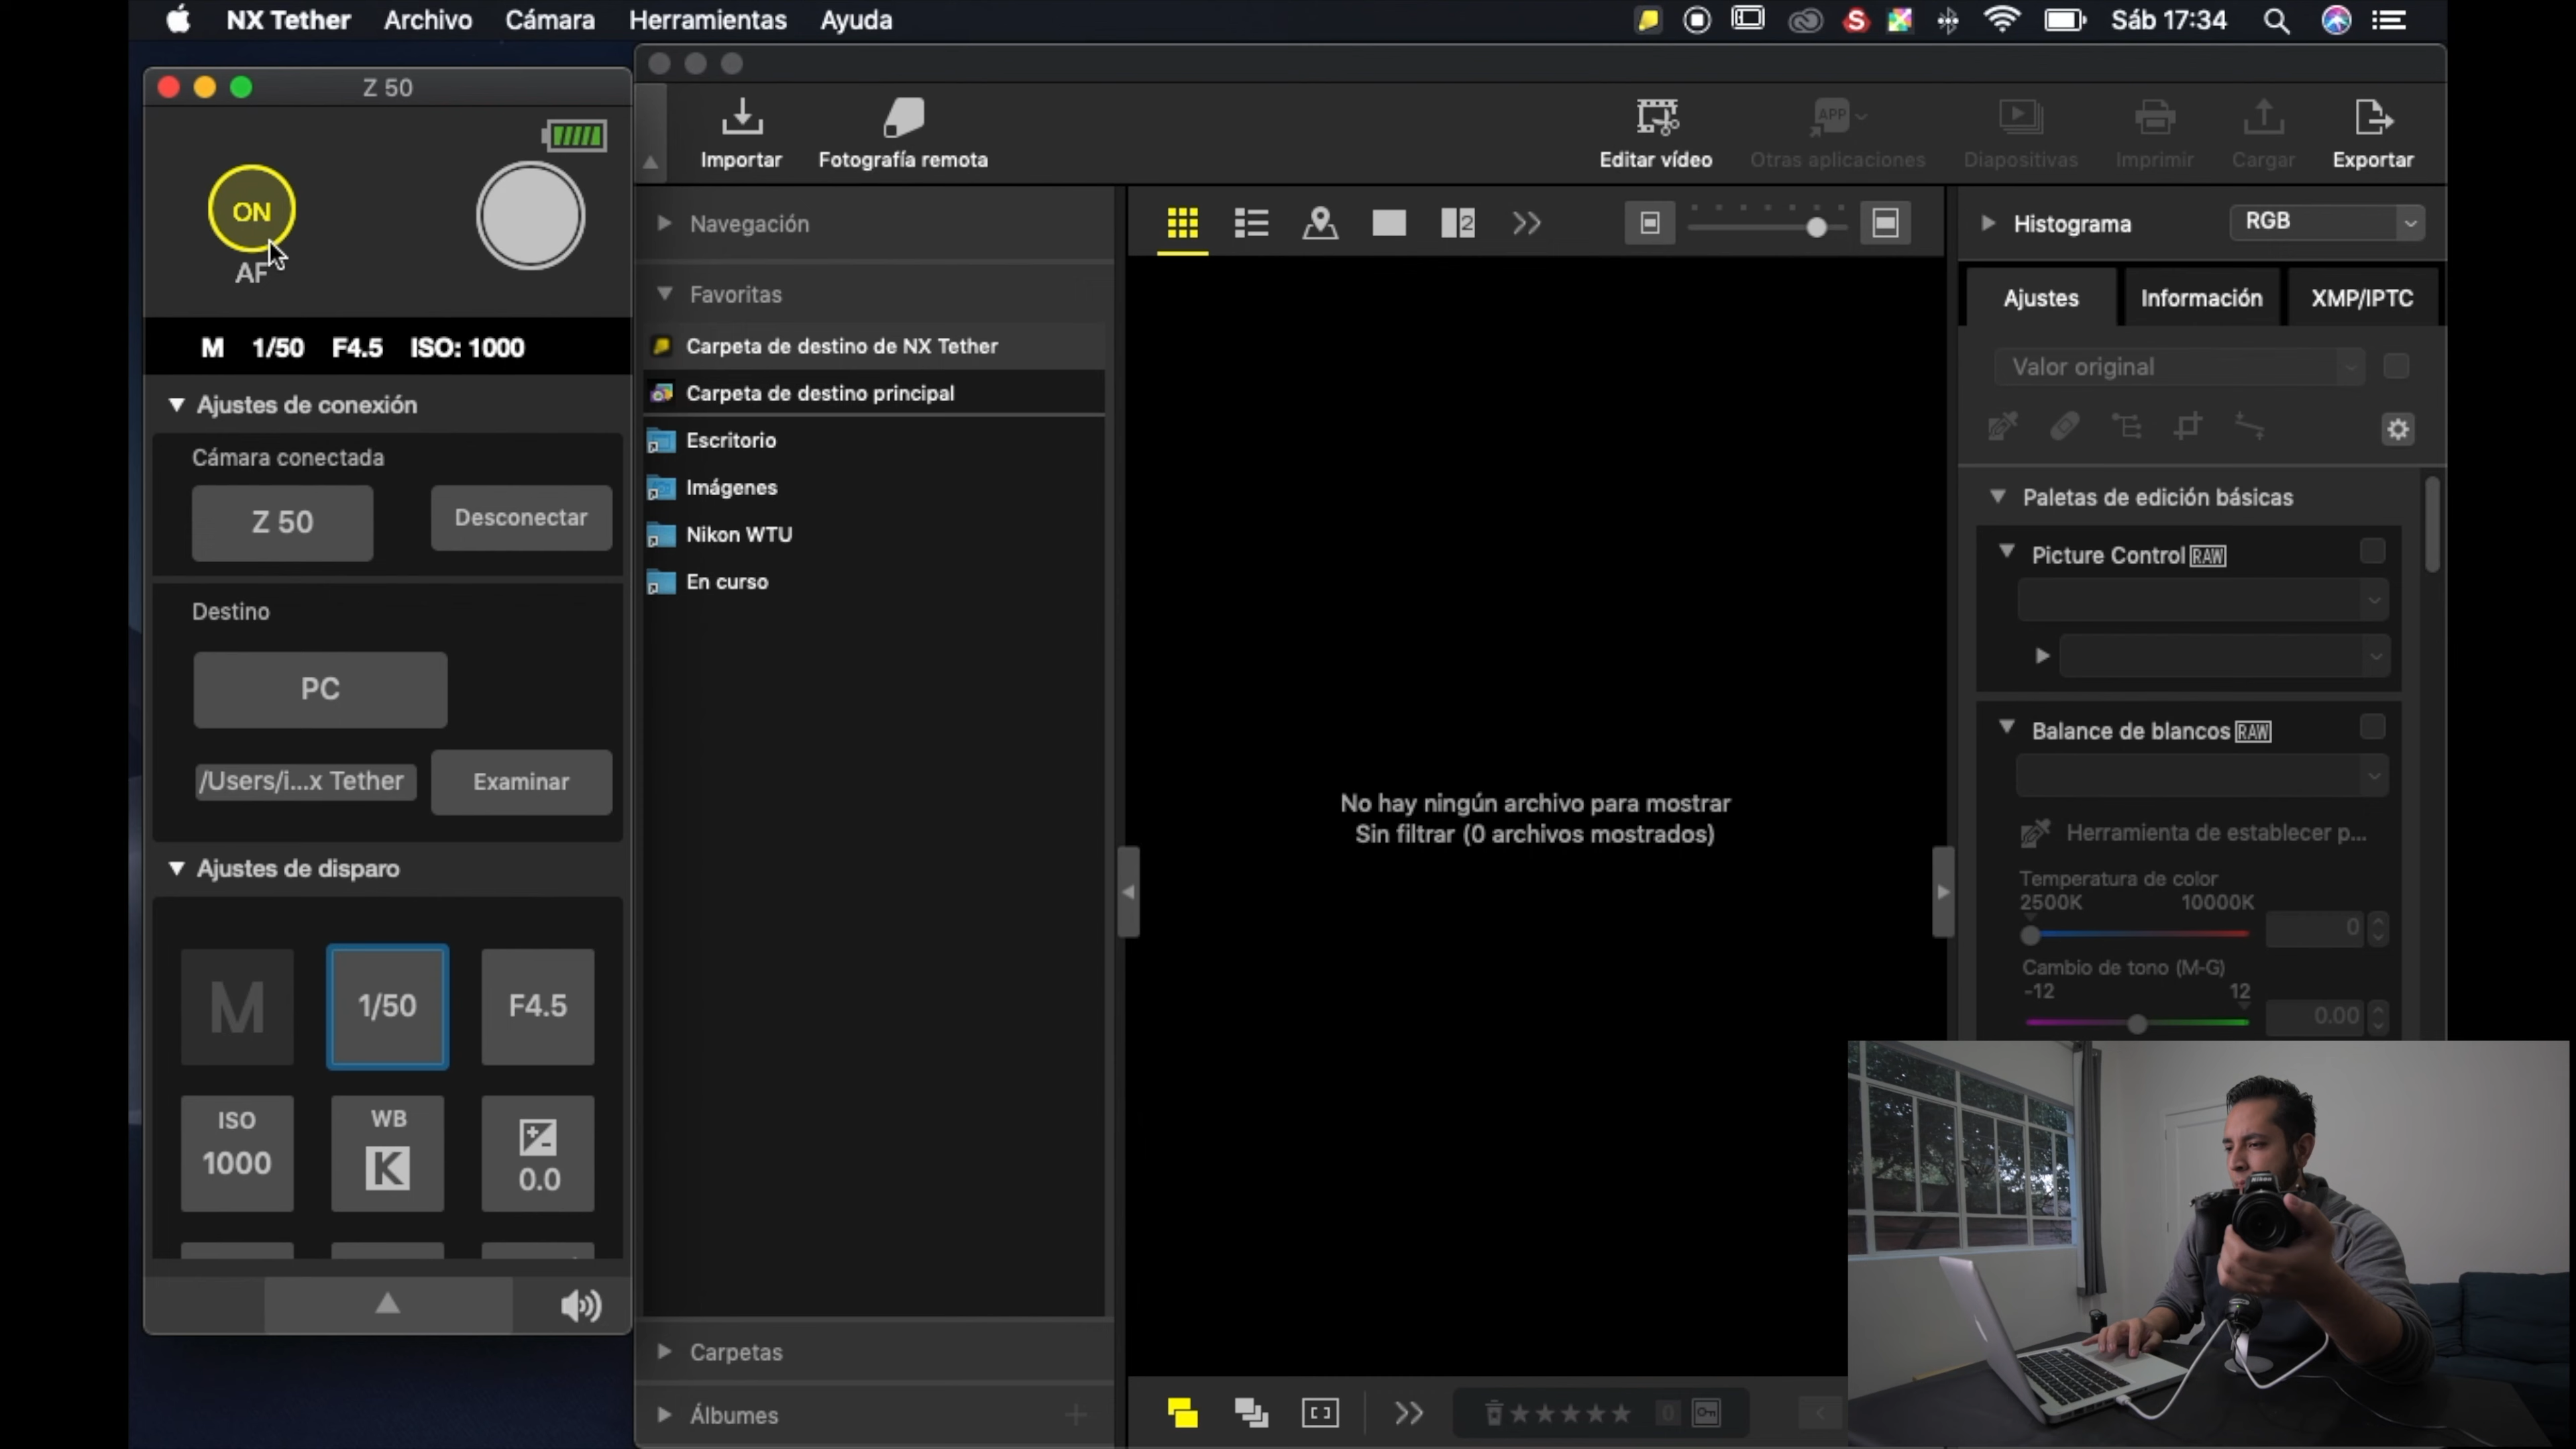 NX Tether Archivo Cámara Herramientas Ayuda
Sáb 17:34
Z 50
ON
AF
M 1/50 F4.5 ISO: 1000
Ajustes de conexión
Cámara conectada
Z 50 Desconectar
Destino
PC
/Users/i...x Tether Examinar
Ajustes de disparo
M 1/50 F4.5
ISO WB
1000 K 0.0
Importar Fotografía remota
Editar vídeo Otras aplicaciones Diapositivas Imprimir Cargar Exportar
APP
Navegación
Favoritas
Carpeta de destino de NX Tether
Carpeta de destino principal
Escritorio
Imágenes
Nikon WTU
En curso
Carpetas
Álbumes
2
No hay ningún archivo para mostrar
Sin filtrar (0 archivos mostrados)
0
Histograma RGB
Ajustes Información XMP/IPTC
Valor original
Paletas de edición básicas
Picture Control RAW
Balance de blancos RAW
Herramienta de establecer p...
Temperatura de color
2500K 10000K
0
Cambio de tono (M-G)
-12 12
0.00
Nikon